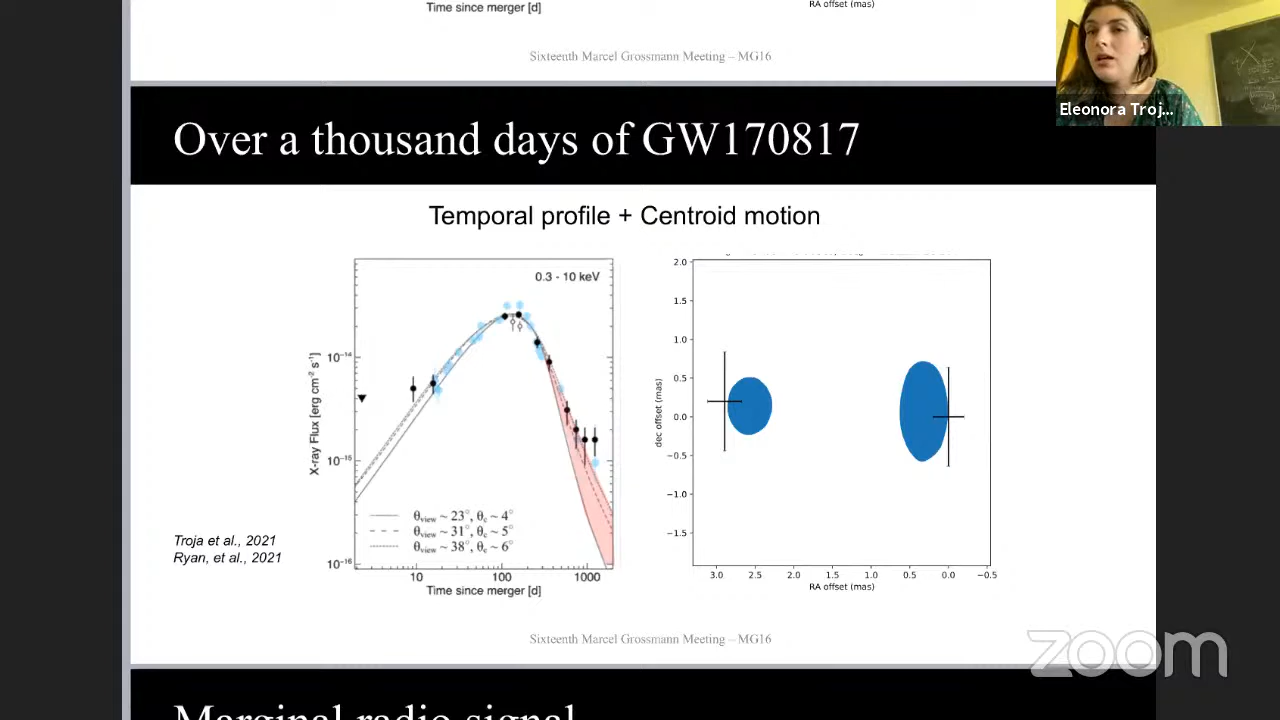 Time since merger [d]
RA offset (mas)
Sixteenth Marcel Grossmann Meeting – MG16
Eleonora Troj...
Over a thousand days of GW170817
Temporal profile + Centroid motion
0.3 - 10 keV
X-ray Flux [erg cm-2 s-1]
10-14
10-15
10-16
θview ~ 23°, θc ~ 4°
θview ~ 31°, θc ~ 5°
θview ~ 38°, θc ~ 6°
10 100 1000
Time since merger [d]
dec offset (mas)
2.0
1.5
1.0
0.5
0.0
−0.5
−1.0
−1.5
3.0 2.5 2.0 1.5 1.0 0.5 0.0 −0.5
RA offset (mas)
Troja et al., 2021
Ryan, et al., 2021
Sixteenth Marcel Grossmann Meeting – MG16
zoom
Marginal radio signal